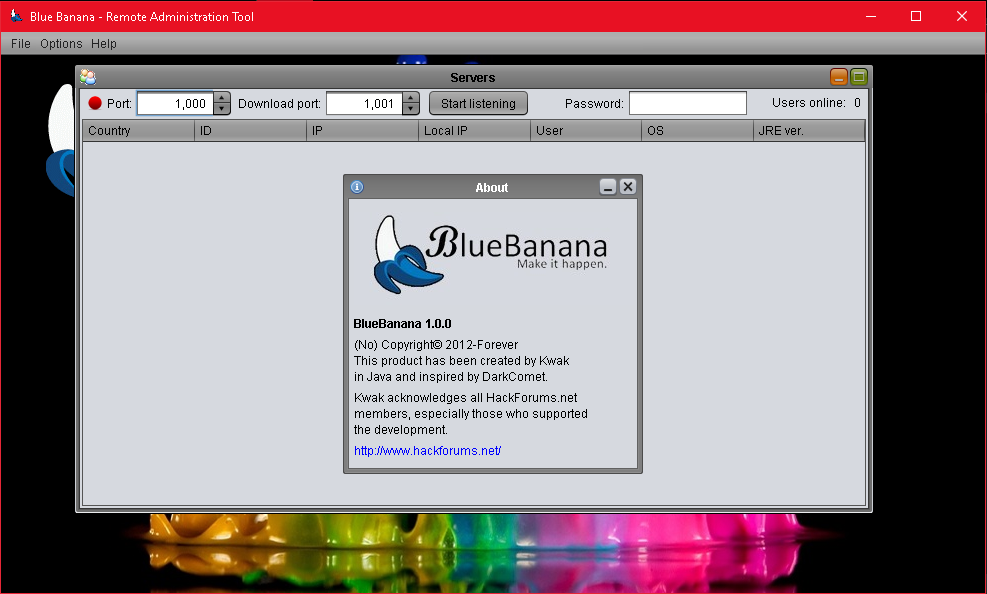 Blue Banana - Remote Administration Tool
File Options Help
Servers
Port: 1,000 Download port: 1,001 Start listening Password: Users online: 0
Country ID IP Local IP User OS JRE ver.
About
BlueBanana
Make it happen.
BlueBanana 1.0.0
(No) Copyright© 2012-Forever
This product has been created by Kwak
in Java and inspired by DarkComet.
Kwak acknowledges all HackForums.net
members, especially those who supported
the development.
http://www.hackforums.net/